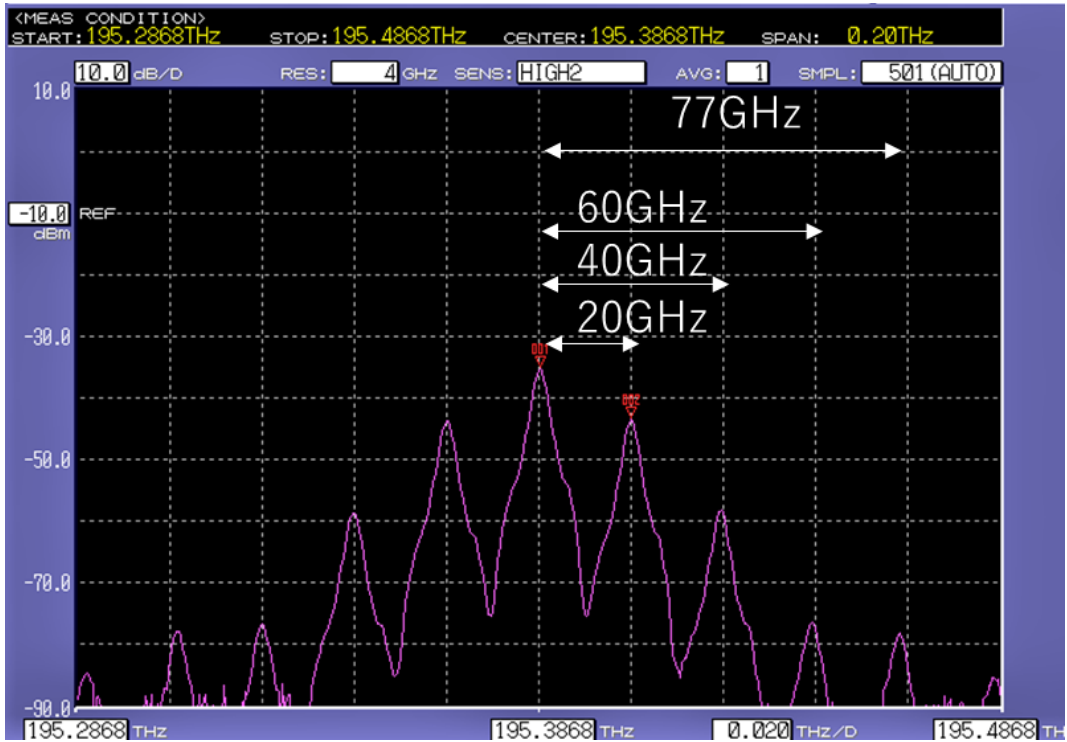 <MEAS CONDITION>
START:195.2868THz STOP:195.4868THz CENTER:195.3868THz SPAN: 0.20THz
10.0 dB/D RES: 4 GHz SENS: HIGH2 AVG: 1 SMPL: 501(AUTO)
10.0
77GHz
-10.0 REF
dBm
60GHz
40GHz
20GHz
-30.0
001
002
-50.0
-70.0
-90.0
195.2868 THz 195.3868 THz 0.020 THz/D 195.4868 TH